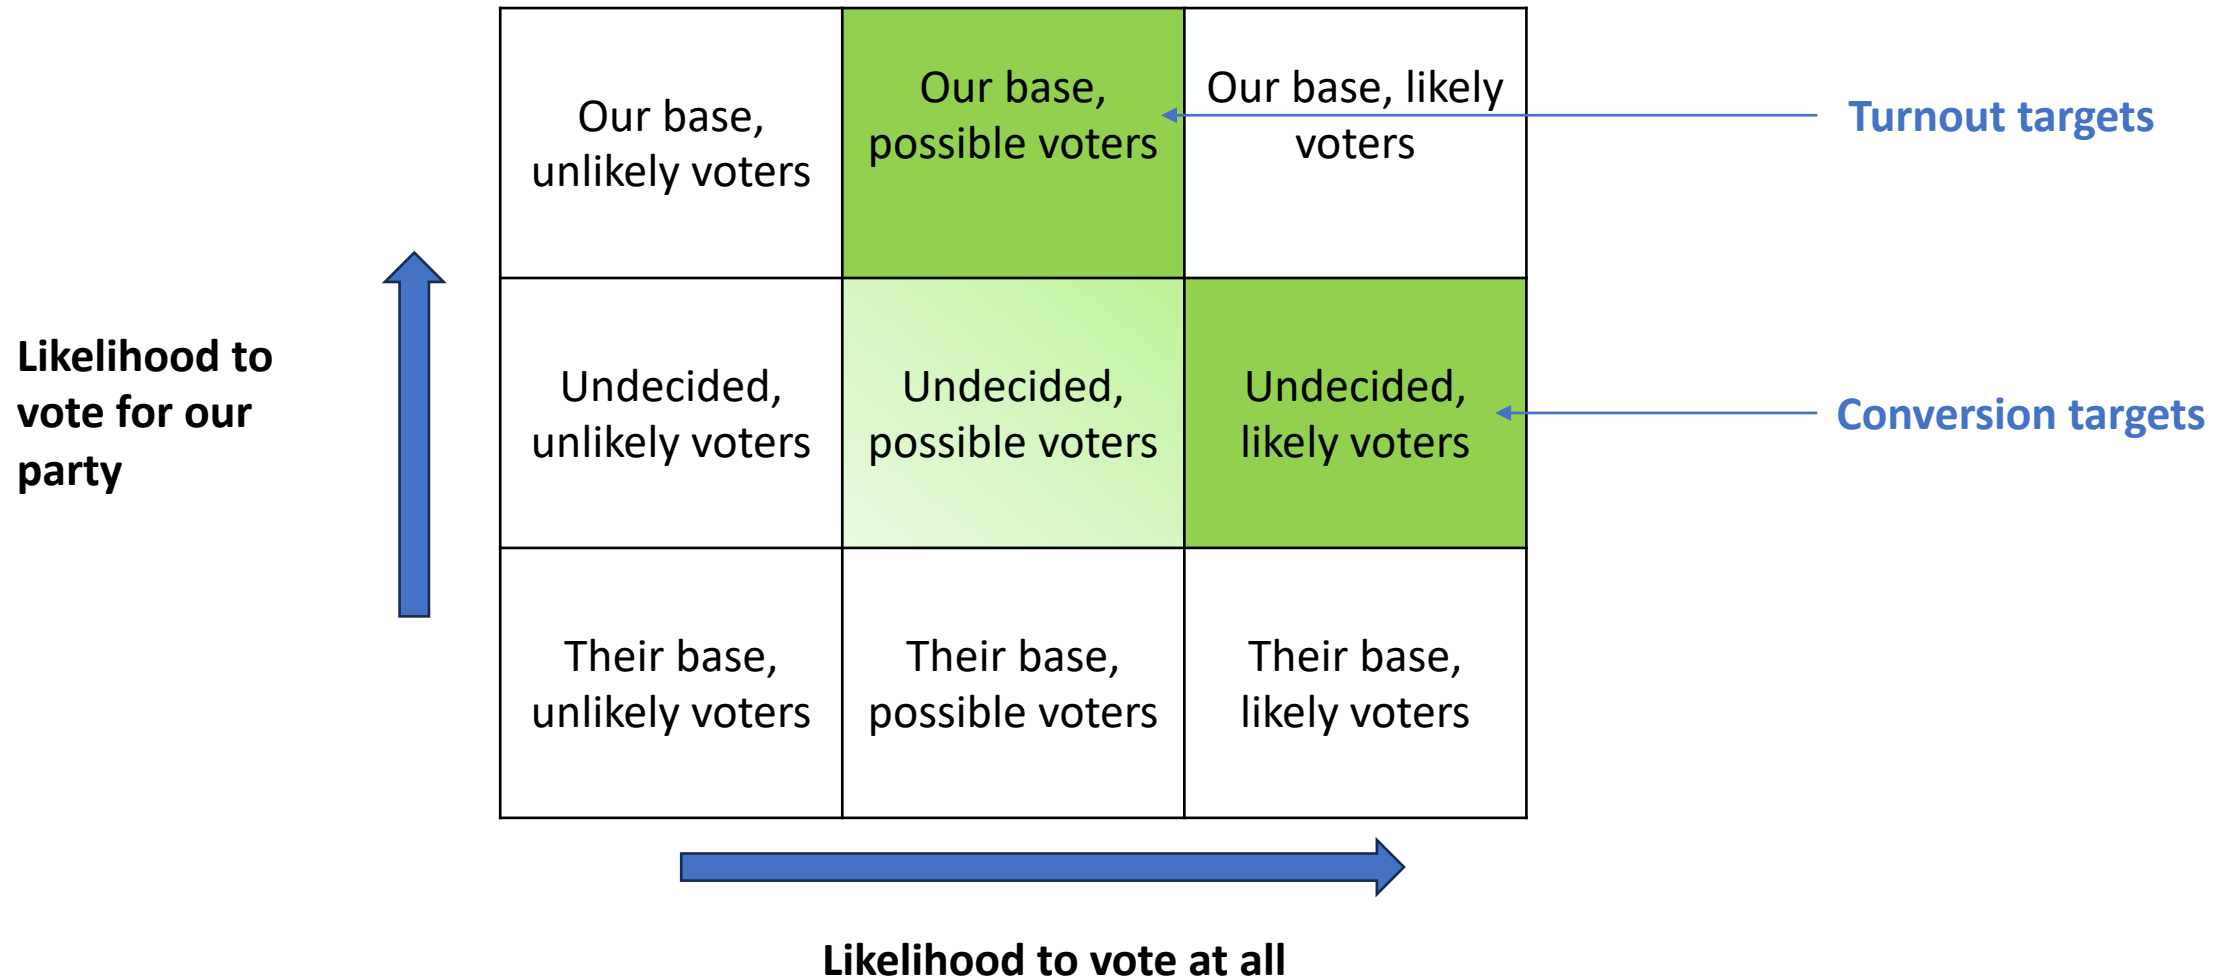 Our base,
unlikely voters
Our base,
possible voters
Our base, likely
voters
Turnout targets
Likelihood to
vote for our
party
Undecided,
unlikely voters
Undecided,
possible voters
Undecided,
likely voters
Conversion targets
Their base,
unlikely voters
Their base,
possible voters
Their base,
likely voters
Likelihood to vote at all